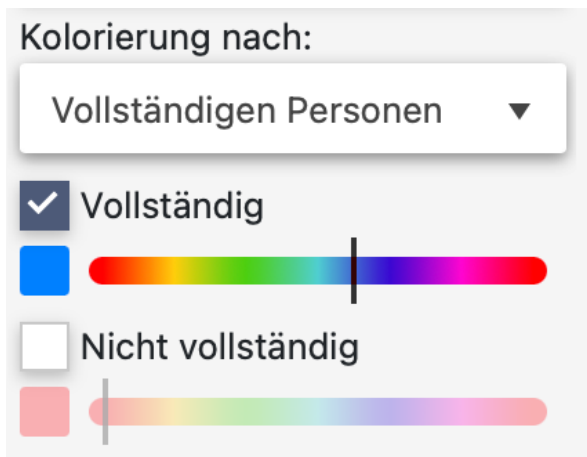 Kolorierung nach:
Vollständigen Personen
Vollständig
Nicht vollständig